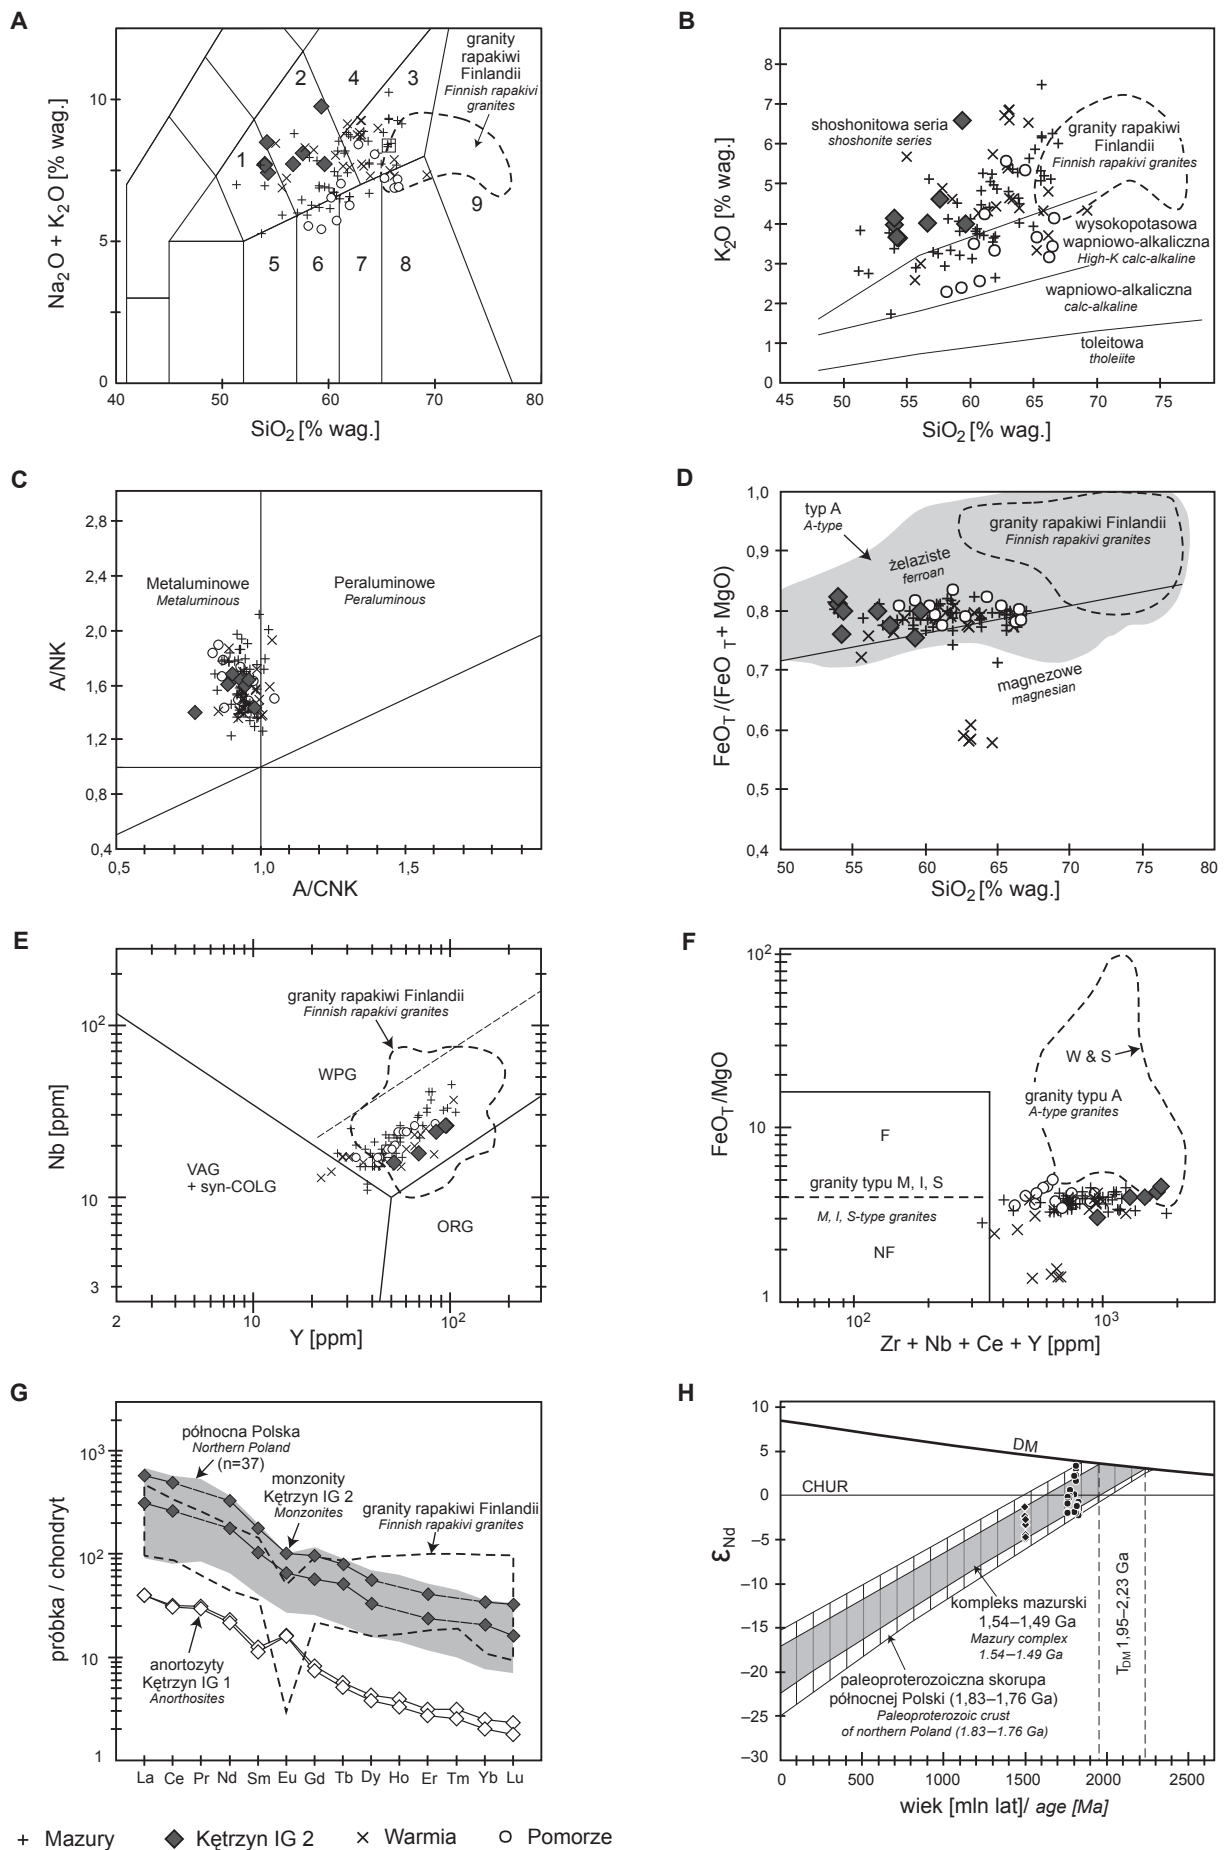 A
10
5
0
40
50
60
70
80
Na2O + K2O [% wag.]
SiO2 [% wag.]
1
2
4
3
5
6
7
8
9
granity
rapakiwi
Finlandii
Finnish rapakivi
granites
B
8
7
6
5
4
3
2
1
0
45
50
55
60
65
70
75
K2O [% wag.]
SiO2 [% wag.]
shoshonitowa seria
shoshonite series
granity rapakiwi
Finlandii
Finnish rapakivi granites
wysokopotasowa
wapniowo-alkaliczna
High-K calc-alkaline
wapniowo-alkaliczna
calc-alkaline
toleitowa
tholeiite
C
2,8
2,4
2,0
1,6
1,2
0,8
0,4
0,5
1,0
1,5
A/NK
A/CNK
Metaluminowe
Metaluminous
Peraluminowe
Peraluminous
D
1,0
0,9
0,8
0,7
0,6
0,5
0,4
50
55
60
65
70
75
80
FeOT/(FeOT + MgO)
SiO2 [% wag.]
typ A
A-type
żelaziste
ferroan
granity rapakiwi Finlandii
Finnish rapakivi granites
magnezowe
magnesian
E
10²
10
3
2
10
10²
Nb [ppm]
Y [ppm]
granity rapakiwi Finlandii
Finnish rapakivi granites
WPG
VAG
+ syn-COLG
ORG
F
10²
10
1
10²
10³
FeOT/MgO
Zr + Nb + Ce + Y [ppm]
W & S
granity typu A
A-type granites
F
granity typu M, I, S
M, I, S-type granites
NF
G
10³
10²
10
1
próbka / chondryt
północna Polska
Northern Poland
(n=37)
monzonity
Kętrzyn IG 2
Monzonites
granity rapakiwi Finlandii
Finnish rapakivi granites
anortozyty
Kętrzyn IG 1
Anorthosites
La Ce Pr Nd Sm Eu Gd Tb Dy Ho Er Tm Yb Lu
H
10
5
0
–5
–10
–15
–20
–25
–30
0
500
1000
1500
2000
2500
εNd
wiek [mln lat]/ age [Ma]
DM
CHUR
kompleks mazurski
1,54–1,49 Ga
Mazury complex
1.54–1.49 Ga
paleoproterozoiczna skorupa
północnej Polski (1,83–1,76 Ga)
Paleoproterozoic crust
of northern Poland (1.83–1.76 Ga)
TDM 1,95–2,23 Ga
+ Mazury
Kętrzyn IG 2
Warmia
Pomorze